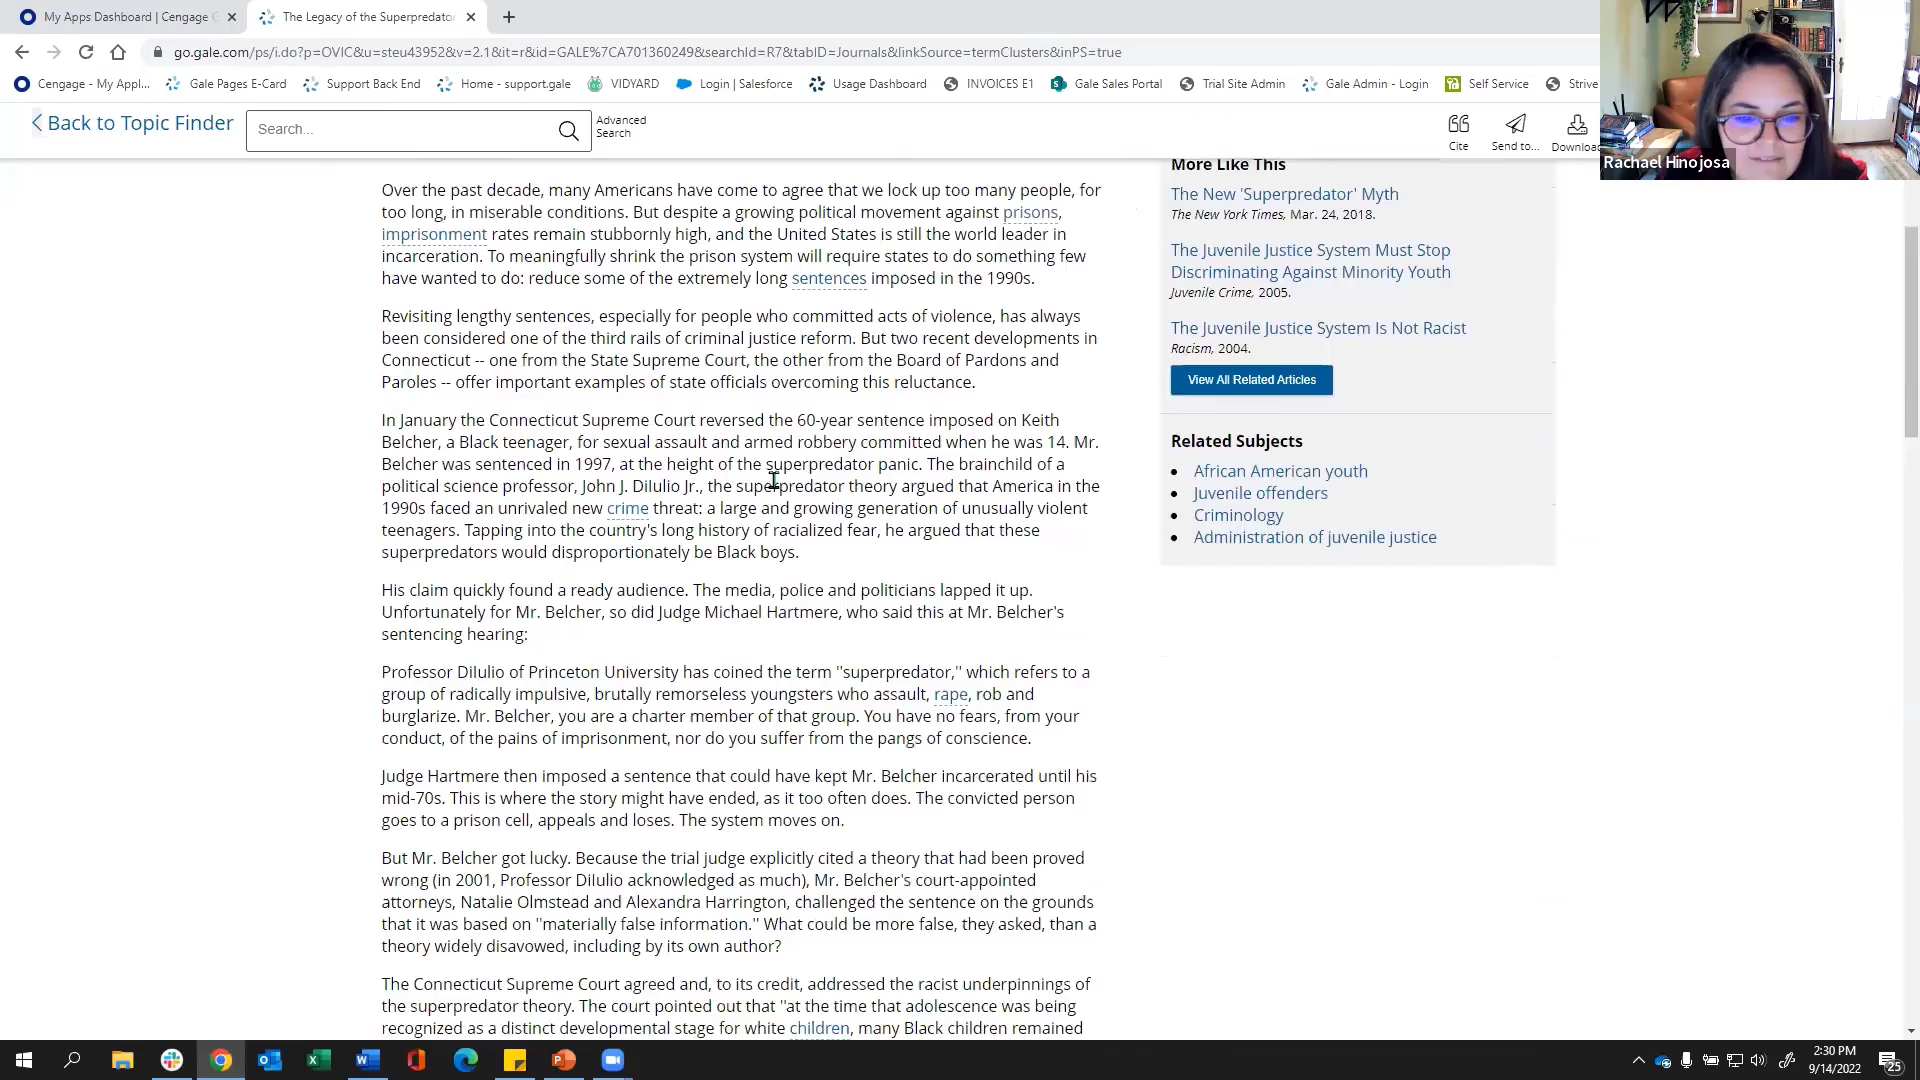 My Apps Dashboard | Cengage
The Legacy of the Superpredator
go.gale.com/ps/i.do?p=OVIC&u=steu43952&v=2.1&it=r&id=GALE%7CA701360249&searchId=R7&tabID=Journals&linkSource=termClusters&inPS=true
Cengage - My Appl...
Gale Pages E-Card
Support Back End
Home - support.gale
VIDYARD
Login | Salesforce
Usage Dashboard
INVOICES E1
Gale Sales Portal
Trial Site Admin
Gale Admin - Login
Self Service
Strive
Back to Topic Finder
Search...
Advanced
Search
Cite
Send to...
Download
Rachael Hinojosa
Over the past decade, many Americans have come to agree that we lock up too many people, for
too long, in miserable conditions. But despite a growing political movement against prisons,
imprisonment rates remain stubbornly high, and the United States is still the world leader in
incarceration. To meaningfully shrink the prison system will require states to do something few
have wanted to do: reduce some of the extremely long sentences imposed in the 1990s.
Revisiting lengthy sentences, especially for people who committed acts of violence, has always
been considered one of the third rails of criminal justice reform. But two recent developments in
Connecticut -- one from the State Supreme Court, the other from the Board of Pardons and
Paroles -- offer important examples of state officials overcoming this reluctance.
In January the Connecticut Supreme Court reversed the 60-year sentence imposed on Keith
Belcher, a Black teenager, for sexual assault and armed robbery committed when he was 14. Mr.
Belcher was sentenced in 1997, at the height of the superpredator panic. The brainchild of a
political science professor, John J. DiIulio Jr., the superpredator theory argued that America in the
1990s faced an unrivaled new crime threat: a large and growing generation of unusually violent
teenagers. Tapping into the country's long history of racialized fear, he argued that these
superpredators would disproportionately be Black boys.
His claim quickly found a ready audience. The media, police and politicians lapped it up.
Unfortunately for Mr. Belcher, so did Judge Michael Hartmere, who said this at Mr. Belcher's
sentencing hearing:
Professor DiIulio of Princeton University has coined the term "superpredator," which refers to a
group of radically impulsive, brutally remorseless youngsters who assault, rape, rob and
burglarize. Mr. Belcher, you are a charter member of that group. You have no fears, from your
conduct, of the pains of imprisonment, nor do you suffer from the pangs of conscience.
Judge Hartmere then imposed a sentence that could have kept Mr. Belcher incarcerated until his
mid-70s. This is where the story might have ended, as it too often does. The convicted person
goes to a prison cell, appeals and loses. The system moves on.
But Mr. Belcher got lucky. Because the trial judge explicitly cited a theory that had been proved
wrong (in 2001, Professor DiIulio acknowledged as much), Mr. Belcher's court-appointed
attorneys, Natalie Olmstead and Alexandra Harrington, challenged the sentence on the grounds
that it was based on "materially false information." What could be more false, they asked, than a
theory widely disavowed, including by its own author?
The Connecticut Supreme Court agreed and, to its credit, addressed the racist underpinnings of
the superpredator theory. The court pointed out that "at the time that adolescence was being
recognized as a distinct developmental stage for white children, many Black children remained
More Like This
The New 'Superpredator' Myth
The New York Times, Mar. 24, 2018.
The Juvenile Justice System Must Stop
Discriminating Against Minority Youth
Juvenile Crime, 2005.
The Juvenile Justice System Is Not Racist
Racism, 2004.
View All Related Articles
Related Subjects
African American youth
Juvenile offenders
Criminology
Administration of juvenile justice
2:30 PM
9/14/2022
25